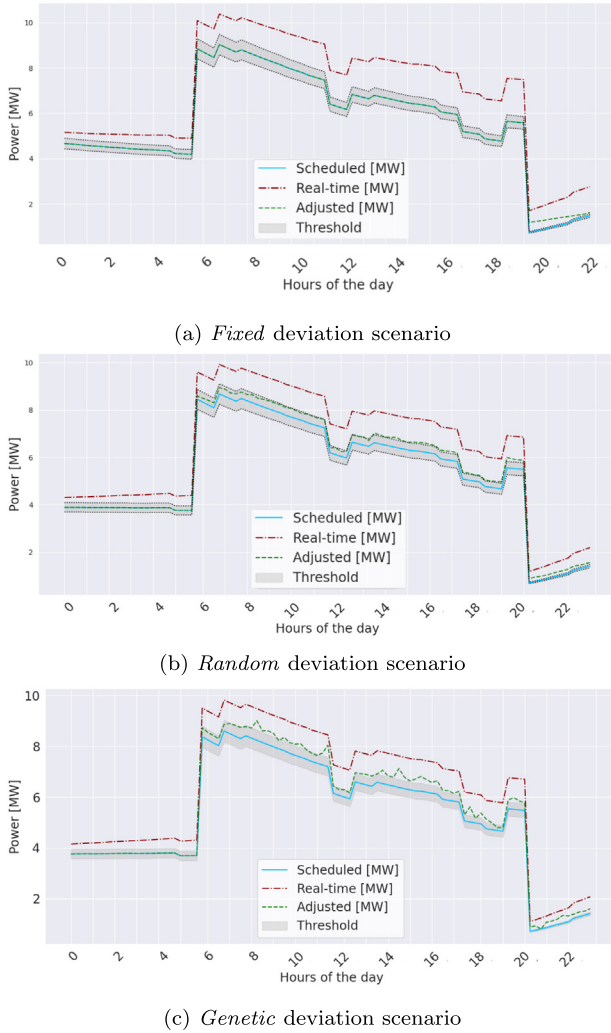 10
8
6
4
2
Power [MW]
Scheduled [MW]
Real-time [MW]
Adjusted [MW]
Threshold
0 2 4 6 8 10 12 14 16 18 20 22
Hours of the day
(a) Fixed deviation scenario
10
8
6
4
2
Power [MW]
Scheduled [MW]
Real-time [MW]
Adjusted [MW]
Threshold
0 2 4 6 8 10 12 14 16 18 20 22
Hours of the day
(b) Random deviation scenario
10
8
6
4
2
Power [MW]
Scheduled [MW]
Real-time [MW]
Adjusted [MW]
Threshold
0 2 4 6 8 10 12 14 16 18 20 22
Hours of the day
(c) Genetic deviation scenario